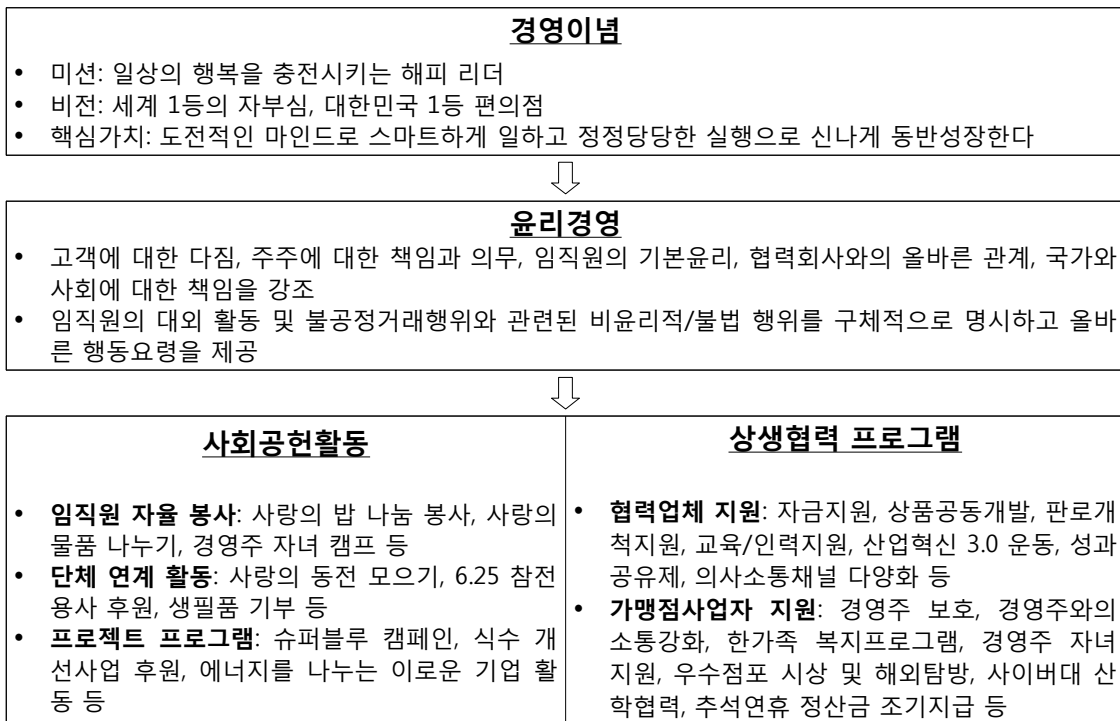 경영이념
• 미션: 일상의 행복을 충전시키는 해피 리더
• 비전: 세계 1등의 자부심, 대한민국 1등 편의점
• 핵심가치: 도전적인 마인드로 스마트하게 일하고 정정당당한 실행으로 신나게 동반성장한다
윤리경영
• 고객에 대한 다짐, 주주에 대한 책임과 의무, 임직원의 기본윤리, 협력회사와의 올바른 관계, 국가와
사회에 대한 책임을 강조
• 임직원의 대외 활동 및 불공정거래행위와 관련된 비윤리적/불법 행위를 구체적으로 명시하고 올바
른 행동요령을 제공
사회공헌활동
• 임직원 자율 봉사: 사랑의 밥 나눔 봉사, 사랑의
물품 나누기, 경영주 자녀 캠프 등
• 단체 연계 활동: 사랑의 동전 모으기, 6.25 참전
용사 후원, 생필품 기부 등
• 프로젝트 프로그램: 슈퍼블루 캠페인, 식수 개
선사업 후원, 에너지를 나누는 이로운 기업 활
동 등
상생협력 프로그램
• 협력업체 지원: 자금지원, 상품공동개발, 판로개
척지원, 교육/인력지원, 산업혁신 3.0 운동, 성과
공유제, 의사소통채널 다양화 등
• 가맹점사업자 지원: 경영주 보호, 경영주와의
소통강화, 한가족 복지프로그램, 경영주 자녀
지원, 우수점포 시상 및 해외탐방, 사이버대 산
학협력, 추석연휴 정산금 조기지급 등